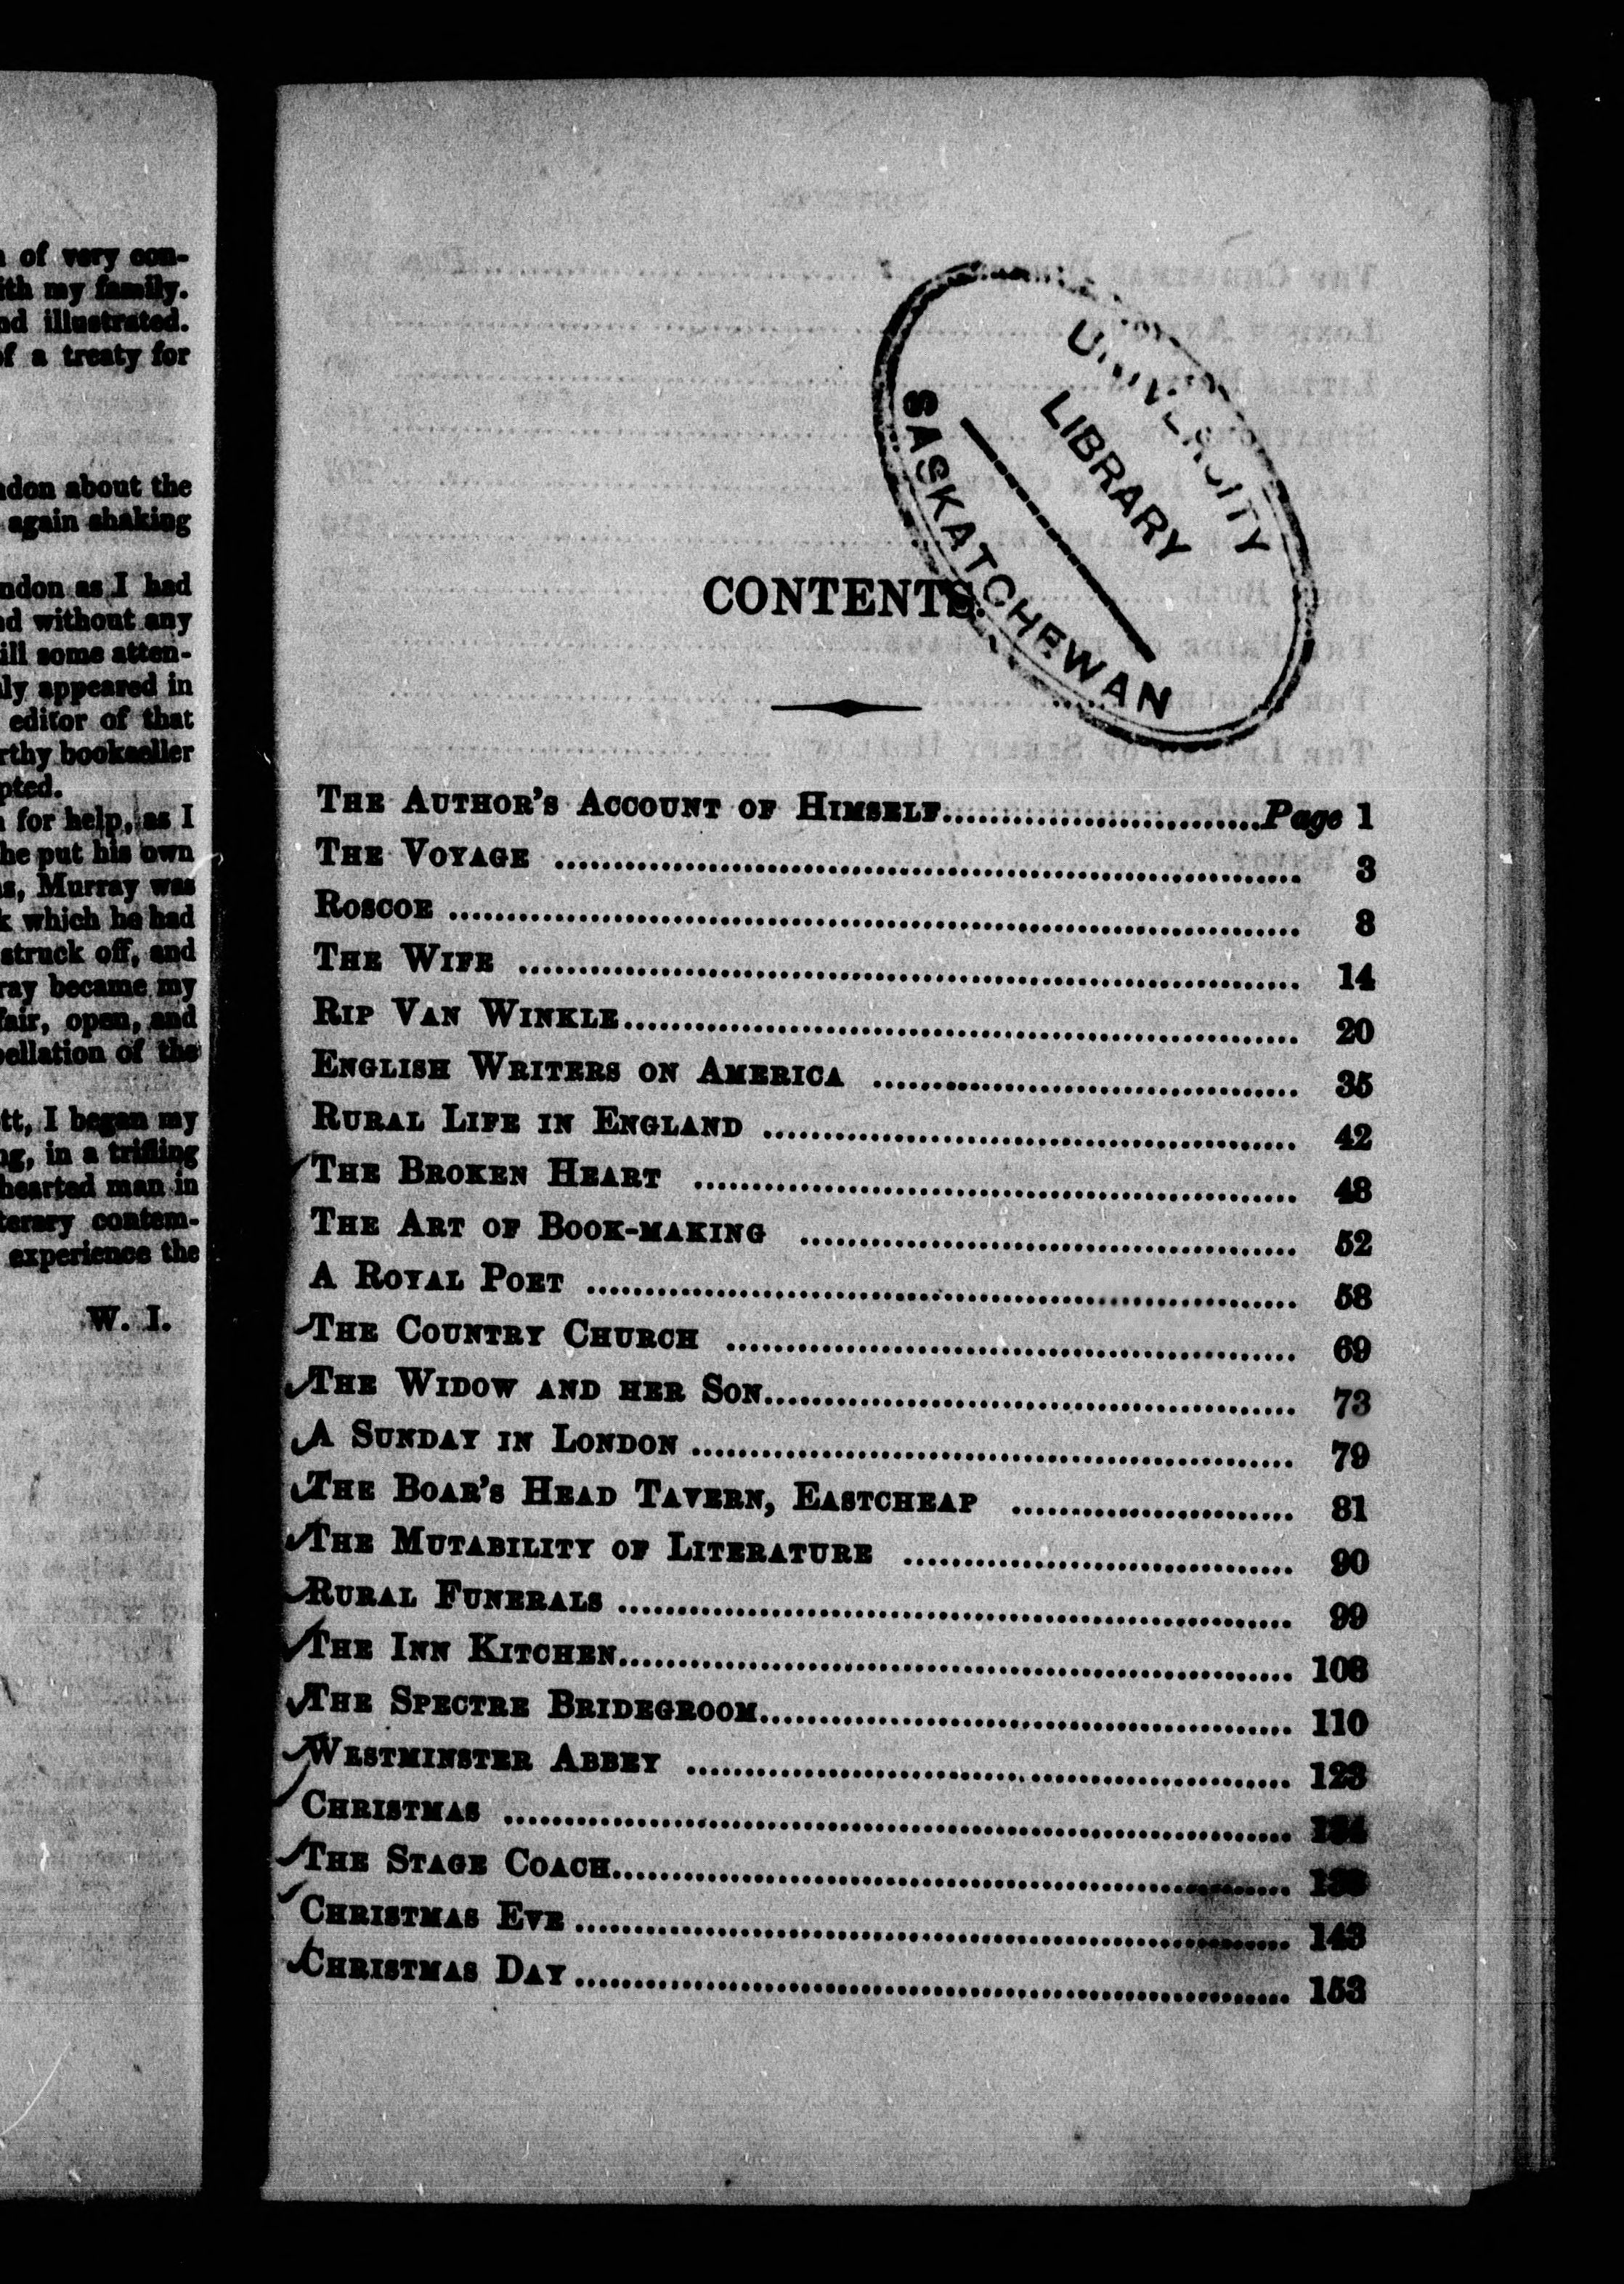 of very con-
ith my family.
nd illustrated.
of a treaty for
ndon about the
again shaking
ndon as I had
nd without any
ill some atten-
ly appeared in
editor of that
rthy bookseller
pted.
for help, as I
he put his own
s, Murray was
k which he had
struck off, and
ray became my
fair, open, and
pellation of the
tt, I began my
ng, in a trifling
hearted man in
terary contem-
experience the
W. I.
UNIVERSITY
LIBRARY
SASKATCHEWAN
CONTENTS.
THE AUTHOR'S ACCOUNT OF HIMSELF..............................Page 1
THE VOYAGE .............................. 3
ROSCOE .............................. 8
THE WIFE .............................. 14
RIP VAN WINKLE.............................. 20
ENGLISH WRITERS ON AMERICA .............................. 35
RURAL LIFE IN ENGLAND .............................. 42
THE BROKEN HEART .............................. 48
THE ART OF BOOK-MAKING .............................. 52
A ROYAL POET .............................. 58
THE COUNTRY CHURCH .............................. 69
THE WIDOW AND HER SON.............................. 73
A SUNDAY IN LONDON .............................. 79
THE BOAR'S HEAD TAVERN, EASTCHEAP .............................. 81
THE MUTABILITY OF LITERATURE .............................. 90
RURAL FUNERALS .............................. 99
THE INN KITCHEN.............................. 108
THE SPECTRE BRIDEGROOM.............................. 110
WESTMINSTER ABBEY .............................. 123
CHRISTMAS .............................. 134
THE STAGE COACH..............................
CHRISTMAS EVE .............................. 143
CHRISTMAS DAY .............................. 153